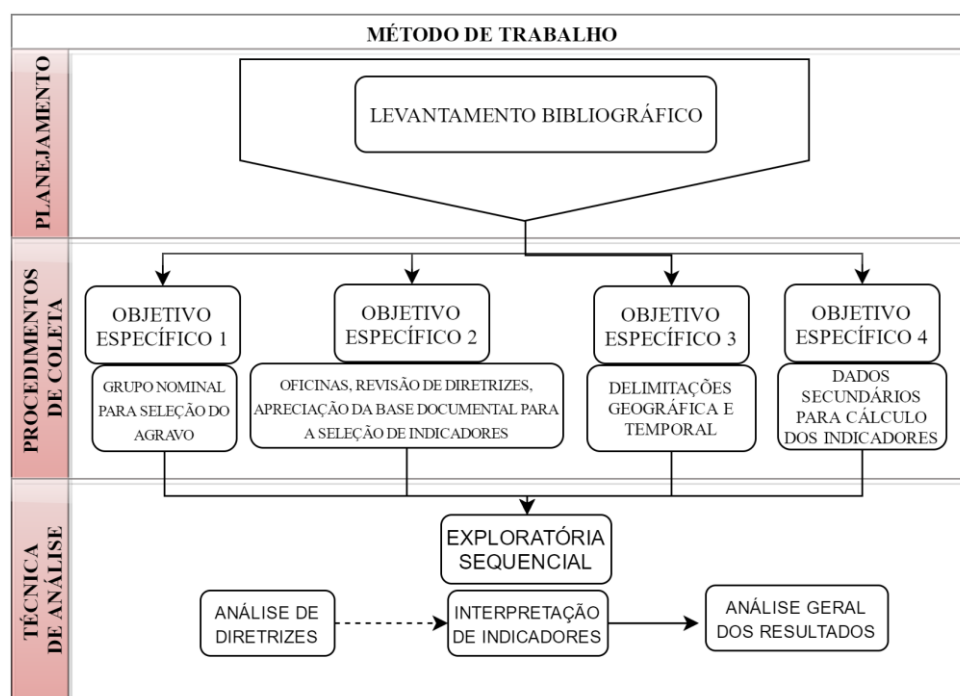 MÉTODO DE TRABALHO
PLANEJAMENTO
LEVANTAMENTO BIBLIOGRÁFICO
PROCEDIMENTOS
DE COLETA
OBJETIVO
ESPECÍFICO 1
OBJETIVO
ESPECÍFICO 2
OBJETIVO
ESPECÍFICO 3
OBJETIVO
ESPECÍFICO 4
GRUPO NOMINAL
PARA SELEÇÃO DO
AGRAVO
OFICINAS, REVISÃO DE DIRETRIZES,
APRECIAÇÃO DA BASE DOCUMENTAL PARA
A SELEÇÃO DE INDICADORES
DELIMITAÇÕES
GEOGRÁFICA E
TEMPORAL
DADOS
SECUNDÁRIOS
PARA CÁLCULO
DOS INDICADORES
TÉCNICA
DE ANÁLISE
EXPLORATÓRIA
SEQUENCIAL
ANÁLISE DE
DIRETRIZES
INTERPRETAÇÃO
DE INDICADORES
ANÁLISE GERAL
DOS RESULTADOS